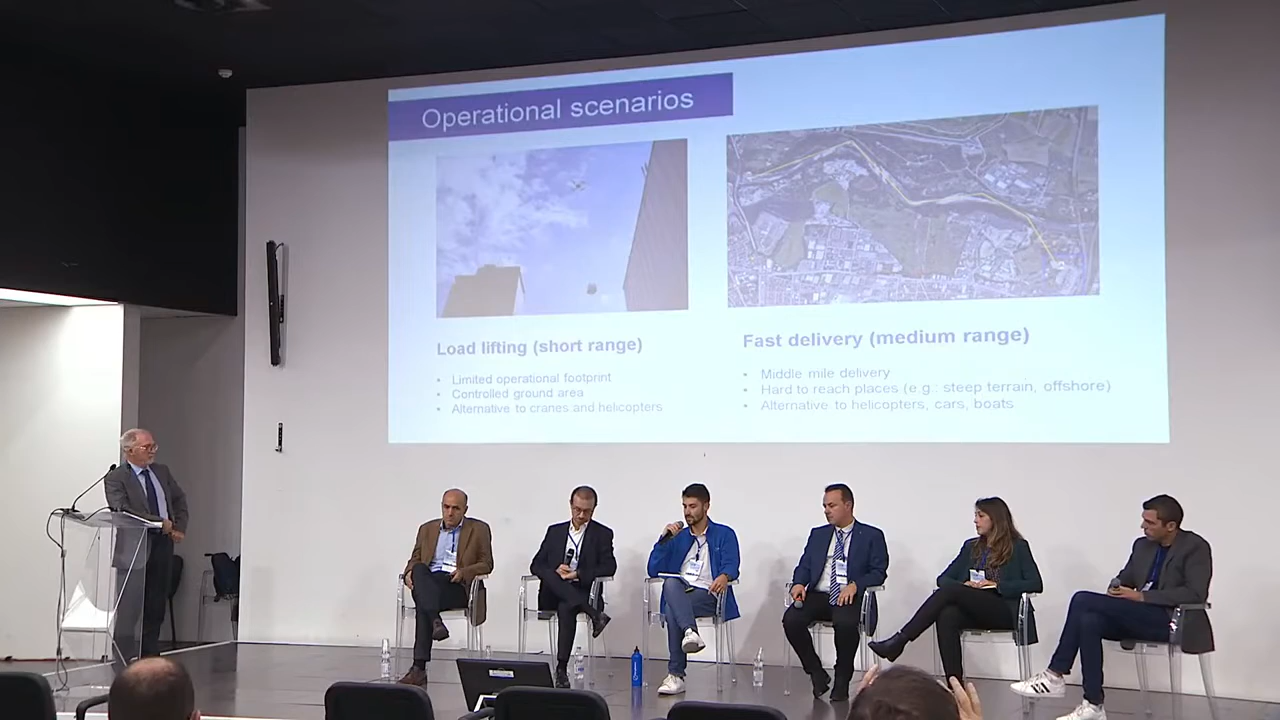 Operational scenarios
Load lifting (short range)
• Limited operational footprint
• Controlled ground area
• Alternative to cranes and helicopters
Fast delivery (medium range)
• Middle mile delivery
• Hard to reach places (e.g.: steep terrain, offshore)
• Alternative to helicopters, cars, boats